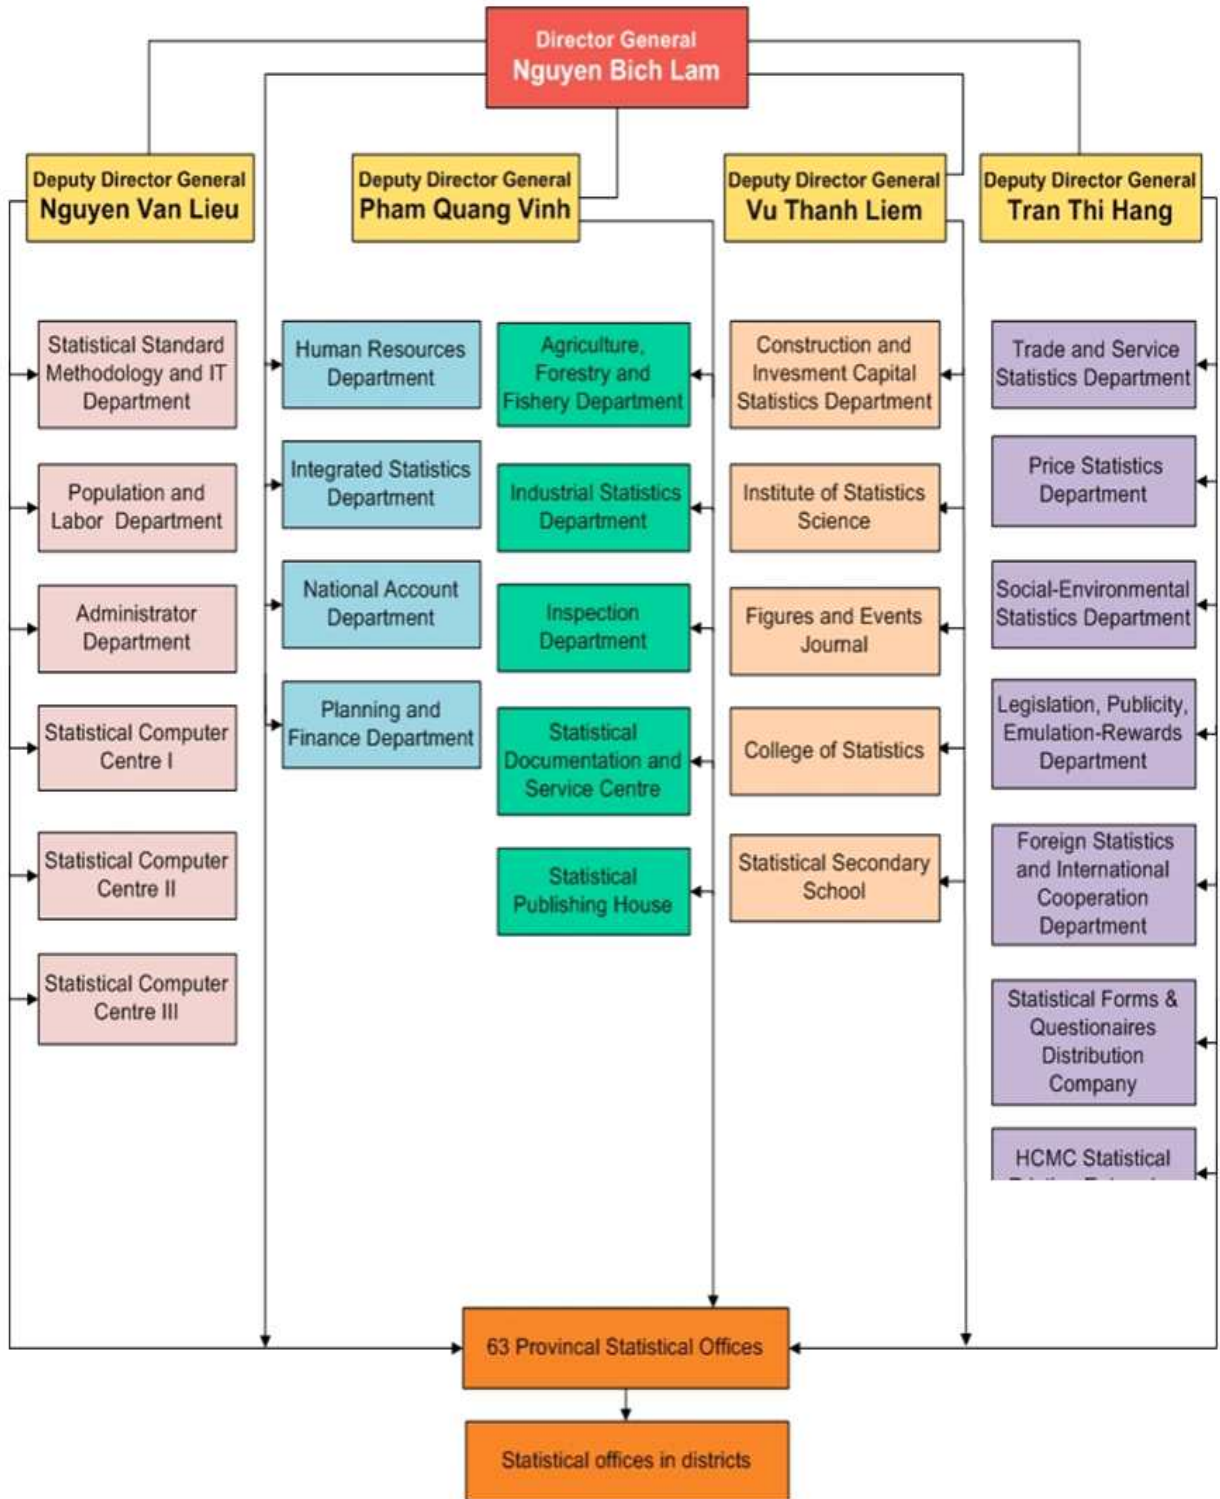 Director General
Nguyen Bich Lam
Deputy Director General
Nguyen Van Lieu
Deputy Director General
Pham Quang Vinh
Deputy Director General
Vu Thanh Liem
Deputy Director General
Tran Thi Hang
Statistical Standard
Methodology and IT
Department
Population and
Labor Department
Administrator
Department
Statistical Computer
Centre I
Statistical Computer
Centre II
Statistical Computer
Centre III
Human Resources
Department
Integrated Statistics
Department
National Account
Department
Planning and
Finance Department
Agriculture,
Forestry and
Fishery Department
Industrial Statistics
Department
Inspection
Department
Statistical
Documentation and
Service Centre
Statistical
Publishing House
Construction and
Invesment Capital
Statistics Department
Institute of Statistics
Science
Figures and Events
Journal
College of Statistics
Statistical Secondary
School
Trade and Service
Statistics Department
Price Statistics
Department
Social-Environmental
Statistics Department
Legislation, Publicity,
Emulation-Rewards
Department
Foreign Statistics
and International
Cooperation
Department
Statistical Forms &
Questionaires
Distribution
Company
HCMC Statistical
63 Provincal Statistical Offices
Statistical offices in districts